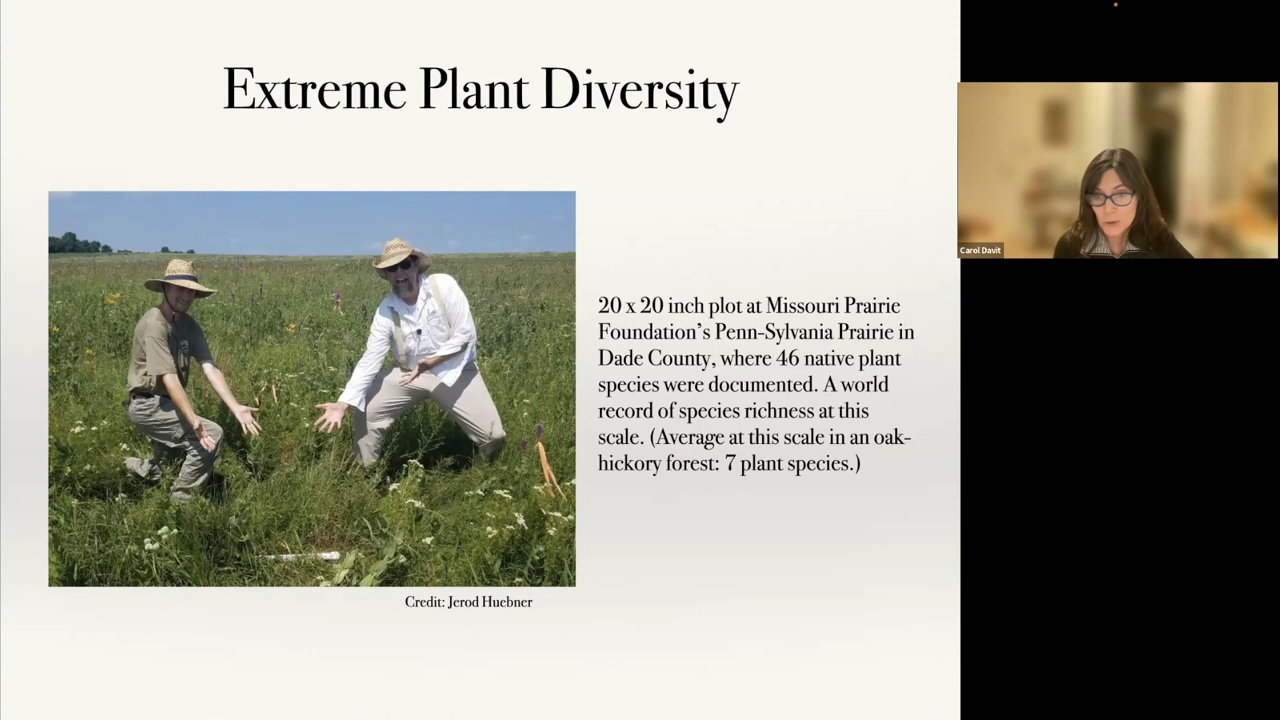 Extreme Plant Diversity
Carol Davit
20 x 20 inch plot at Missouri Prairie
Foundation's Penn-Sylvania Prairie in
Dade County, where 46 native plant
species were documented. A world
record of species richness at this
scale. (Average at this scale in an oak-
hickory forest: 7 plant species.)
Credit: Jerod Huebner